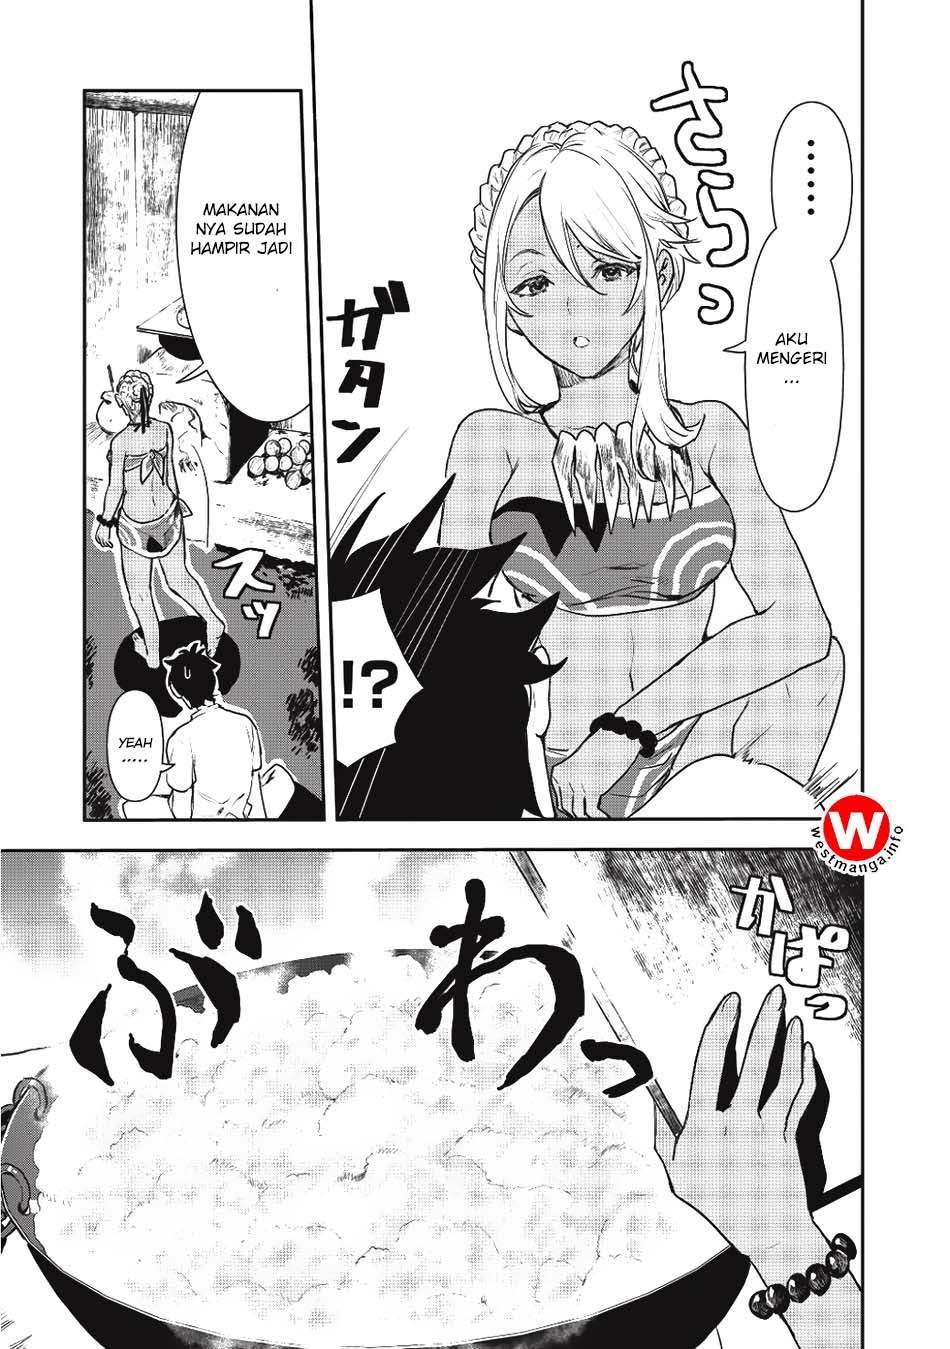 ......
AKU
MENGERI
...
さらっ
ガタン
!?
MAKANAN
NYA SUDAH
HAMPIR JADI
スッ
YEAH
.....
W
westmanga.info
かぱっ
ぶわっ